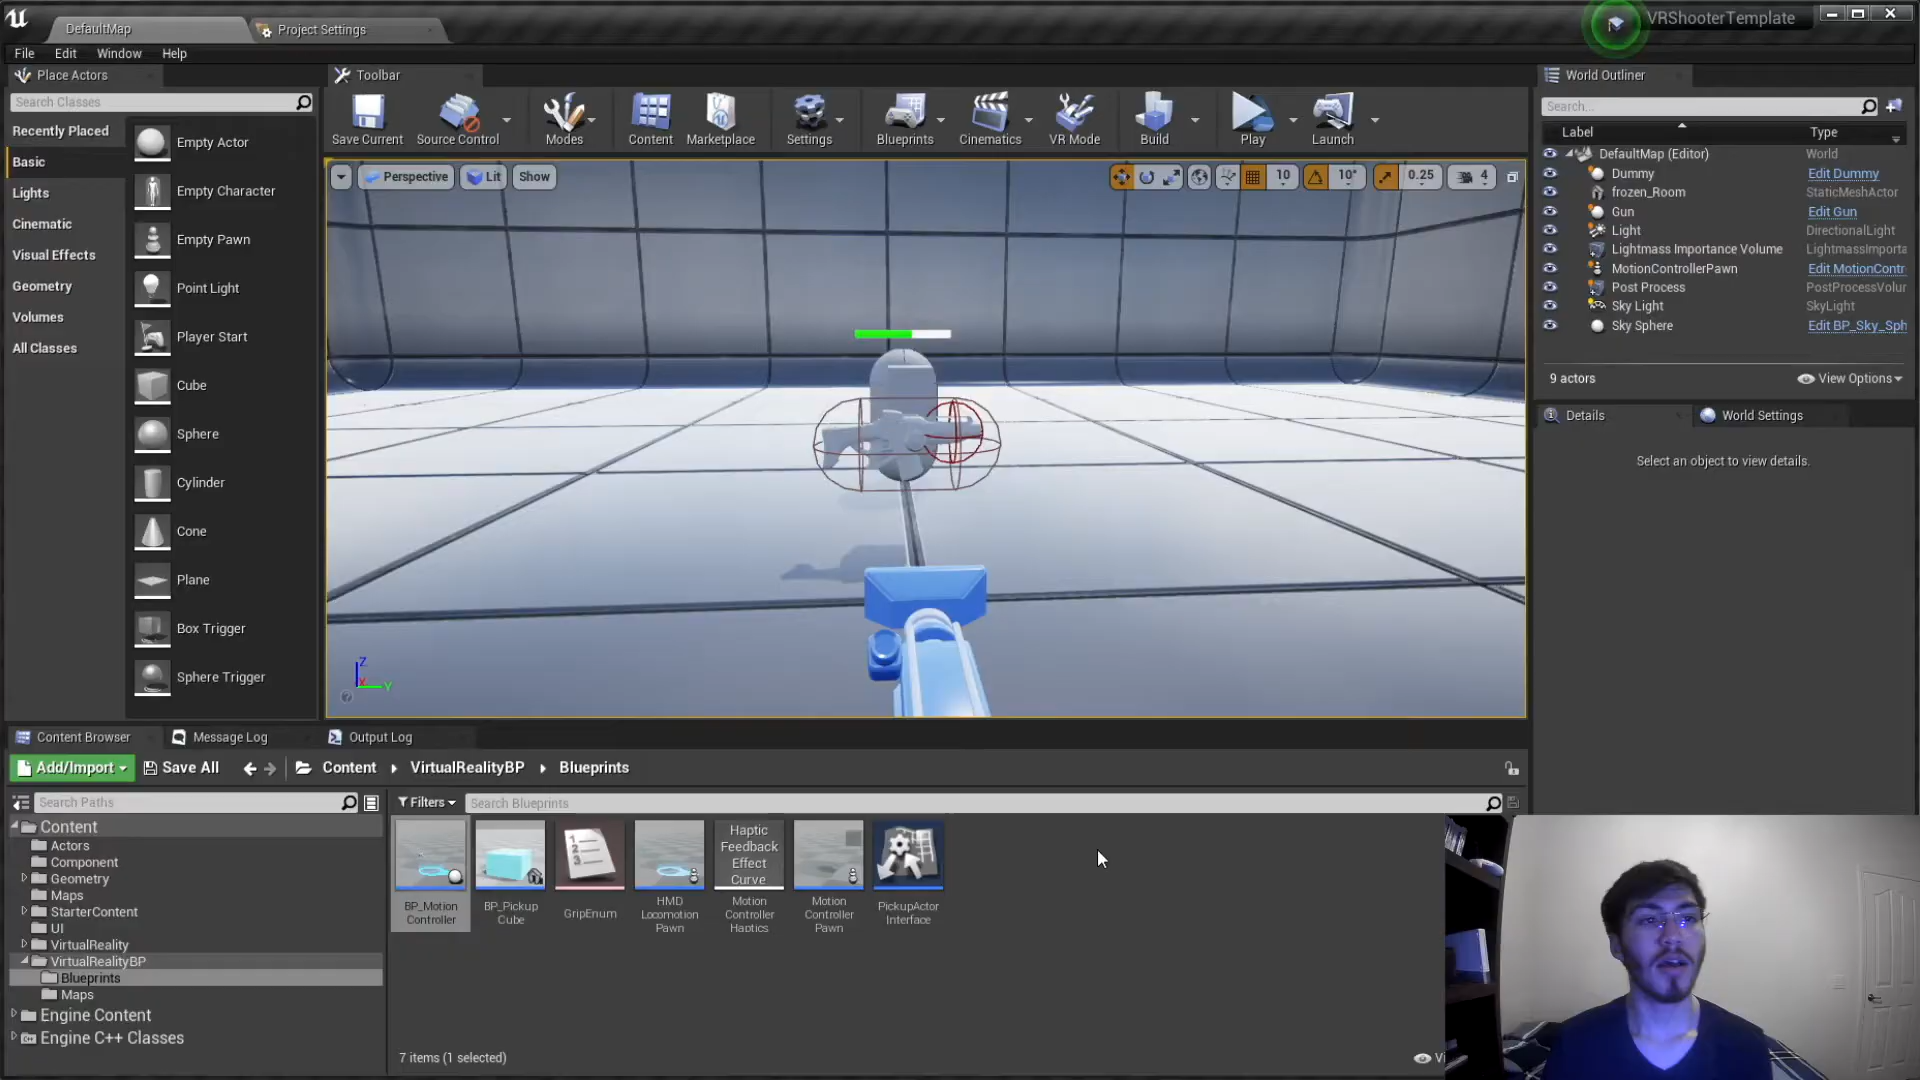 DefaultMap
Project Settings
VRShooterTemplate
File Edit Window Help
Place Actors
Toolbar
World Outliner
Search Classes
Recently Placed
Basic
Lights
Cinematic
Visual Effects
Geometry
Volumes
All Classes
Empty Actor
Empty Character
Empty Pawn
Point Light
Player Start
Cube
Sphere
Cylinder
Cone
Plane
Box Trigger
Sphere Trigger
Save Current
Source Control
Modes
Content
Marketplace
Settings
Blueprints
Cinematics
VR Mode
Build
Play
Launch
Perspective
Lit
Show
10
10°
0.25
4
Z
X
Y
Search...
Label Type
DefaultMap (Editor) World
Dummy Edit Dummy
frozen_Room StaticMeshActor
Gun Edit Gun
Light DirectionalLight
Lightmass Importance Volume LightmassImporta
MotionControllerPawn Edit MotionContr
Post Process PostProcessVolur
Sky Light SkyLight
Sky Sphere Edit BP_Sky_Sph
9 actors
View Options
Details
World Settings
Select an object to view details.
Content Browser
Message Log
Output Log
Add/Import
Save All
Content
VirtualRealityBP
Blueprints
Search Paths
Filters
Search Blueprints
Content
Actors
Component
Geometry
Maps
StarterContent
UI
VirtualReality
VirtualRealityBP
Blueprints
Maps
Engine Content
Engine C++ Classes
BP_Motion
Controller
BP_Pickup
Cube
1
2
3
GripEnum
HMD
Locomotion
Pawn
Haptic
Feedback
Effect
Curve
Motion
Controller
Haptics
Motion
Controller
Pawn
PickupActor
Interface
7 items (1 selected)
Vi